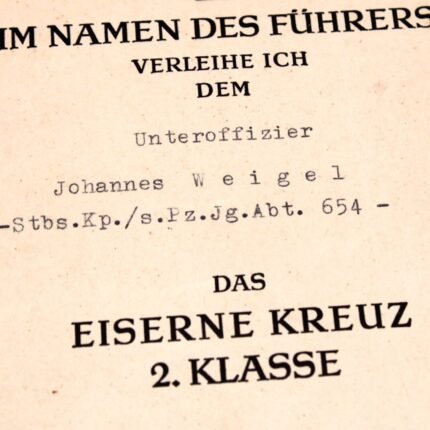 IM NAMEN DES FÜHRERS
VERLEIHE ICH
DEM
Unteroffizier
Johannes W e i g e l
-Stbs.Kp./s.Pz.Jg.Abt. 654 -
DAS
EISERNE KREUZ
2. KLASSE